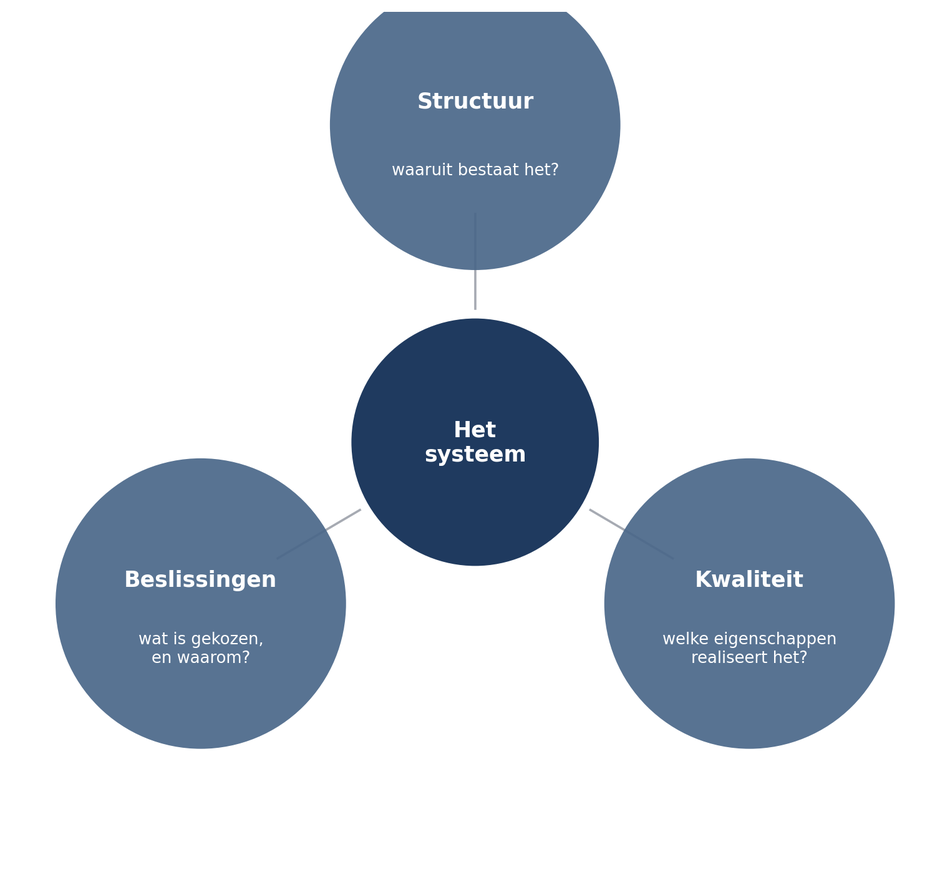 Structuur
waaruit bestaat het?
Het
systeem
Beslissingen
wat is gekozen,
en waarom?
Kwaliteit
welke eigenschappen
realiseert het?